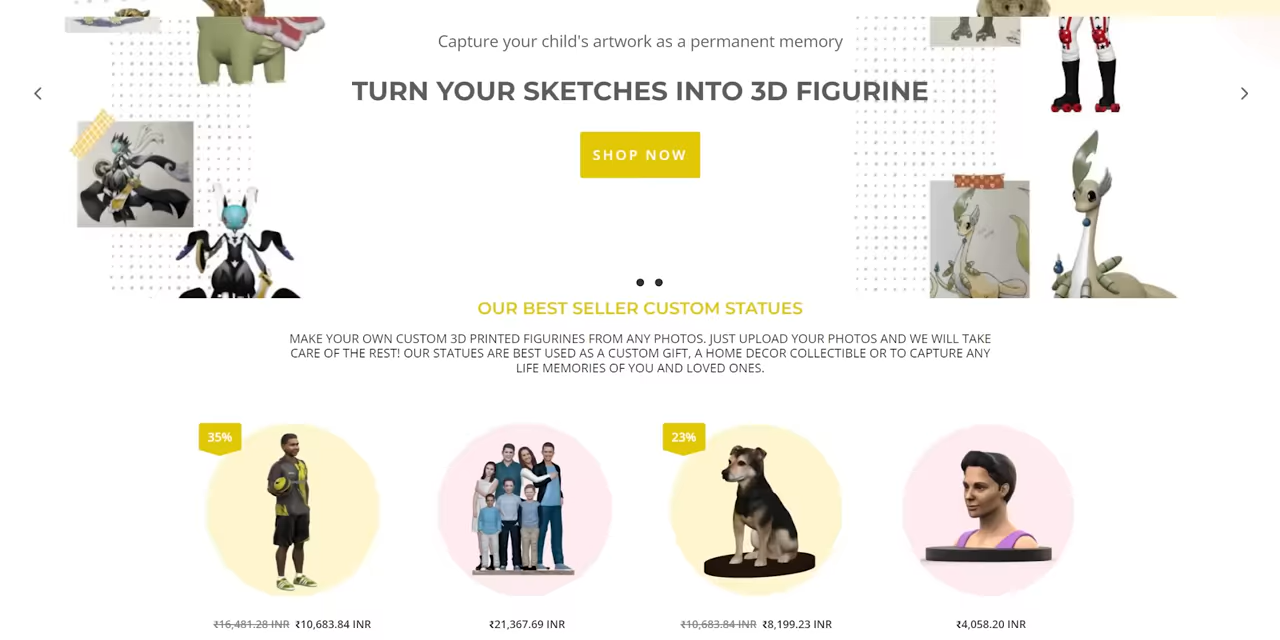 Capture your child's artwork as a permanent memory
TURN YOUR SKETCHES INTO 3D FIGURINE
SHOP NOW
OUR BEST SELLER CUSTOM STATUES
MAKE YOUR OWN CUSTOM 3D PRINTED FIGURINES FROM ANY PHOTOS. JUST UPLOAD YOUR PHOTOS AND WE WILL TAKE
CARE OF THE REST! OUR STATUES ARE BEST USED AS A CUSTOM GIFT, A HOME DECOR COLLECTIBLE OR TO CAPTURE ANY
LIFE MEMORIES OF YOU AND LOVED ONES.
35%
23%
₹16,481.28 INR ₹10,683.84 INR
₹21,367.69 INR
₹10,683.84 INR ₹8,199.23 INR
₹4,058.20 INR